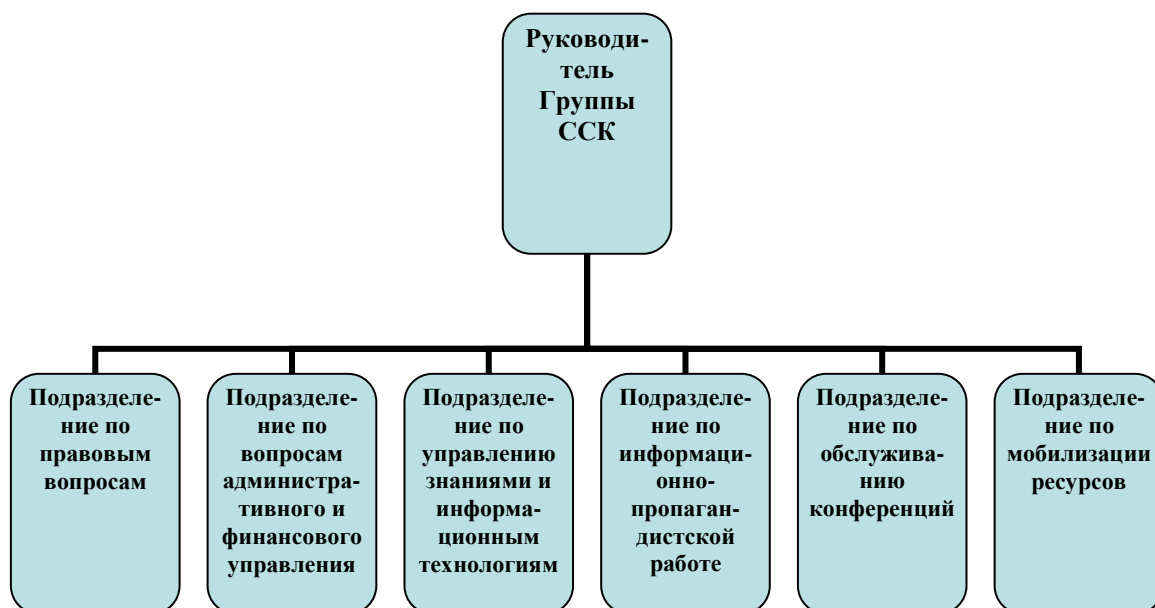 Руководи-
тель
Группы
ССК
Подразделе-
ние по
правовым
вопросам
Подразделе-
ние по
вопросам
администра-
тивного и
финансового
управления
Подразделе-
ние по
управлению
знаниями и
информа-
ционным
технологиям
Подразделе-
ние по
информаци-
онно-
пропаган-
дистской
работе
Подразделе-
ние по
обслужива-
нию
конференций
Подразделе-
ние по
мобилизации
ресурсов